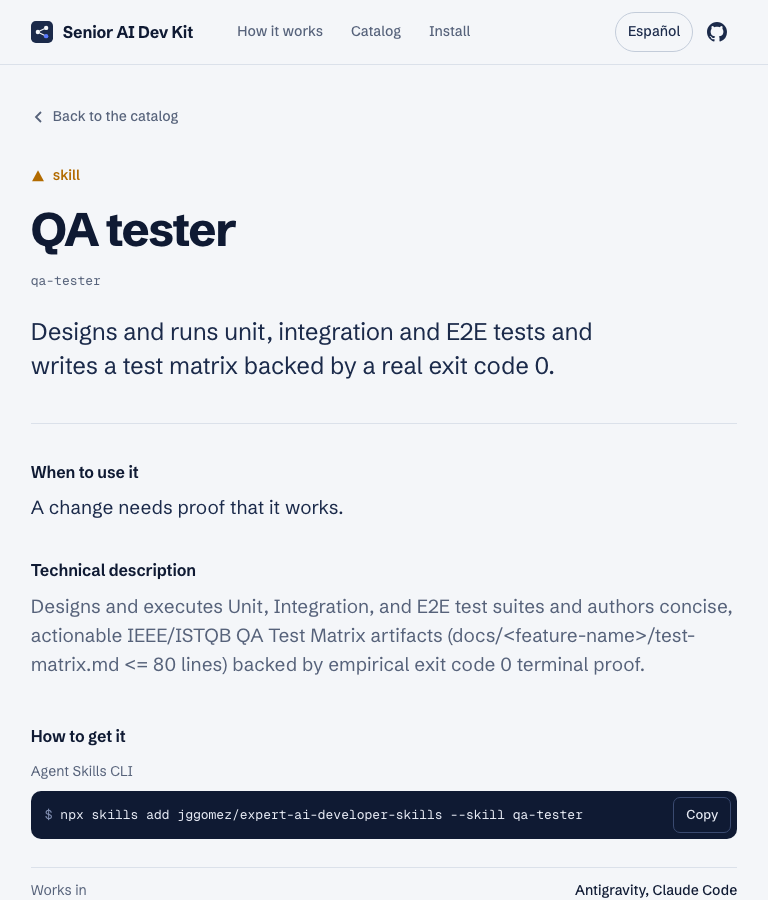 Senior AI Dev Kit
How it works
Catalog
Install
Español
Back to the catalog
skill
QA tester
qa-tester
Designs and runs unit, integration and E2E tests and
writes a test matrix backed by a real exit code 0.
When to use it
A change needs proof that it works.
Technical description
Designs and executes Unit, Integration, and E2E test suites and authors concise,
actionable IEEE/ISTQB QA Test Matrix artifacts (docs/<feature-name>/test-
matrix.md <= 80 lines) backed by empirical exit code 0 terminal proof.
How to get it
Agent Skills CLI
$ npx skills add jggomez/expert-ai-developer-skills --skill qa-tester
Copy
Works in
Antigravity, Claude Code